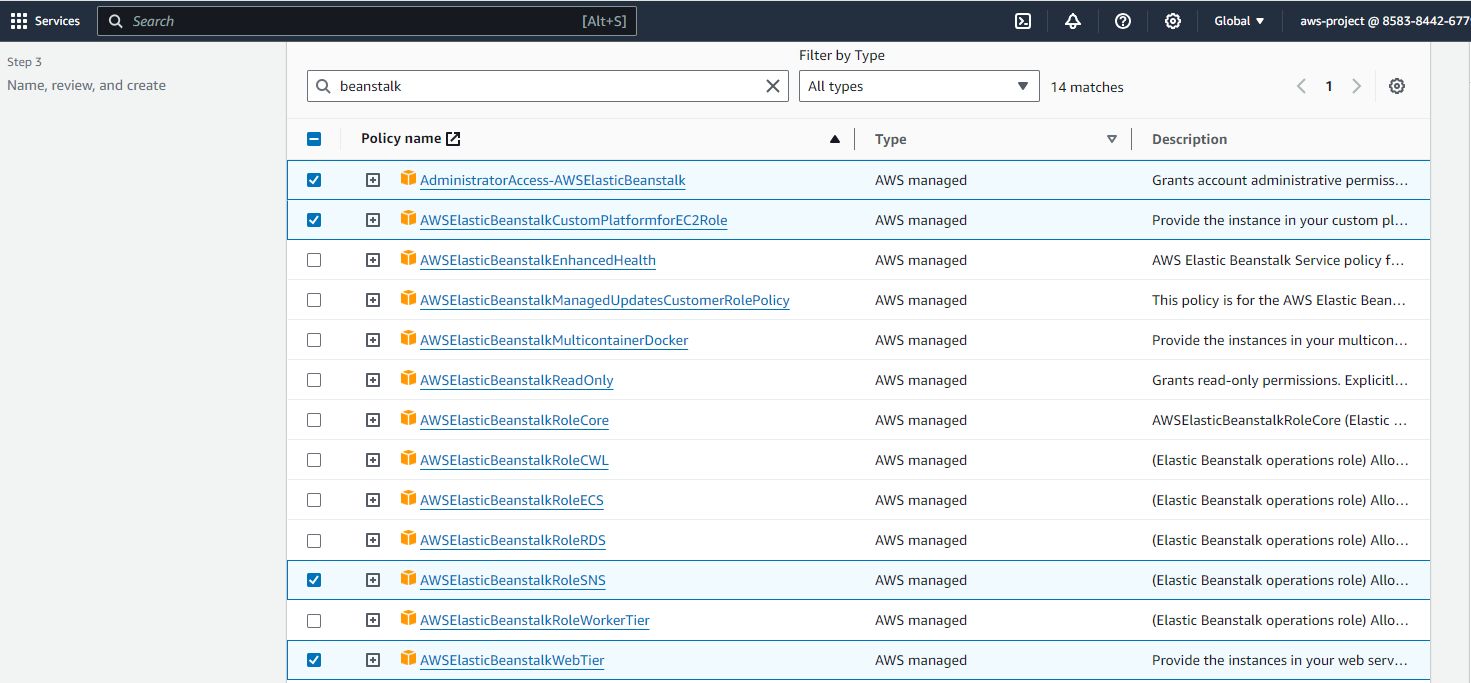 Services Search [Alt+S] Global aws-project @ 8583-8442-677
Step 3
Name, review, and create
Filter by Type
beanstalk All types 14 matches 1
Policy name Type Description
AdministratorAccess-AWSElasticBeanstalk AWS managed Grants account administrative permiss...
AWSElasticBeanstalkCustomPlatformforEC2Role AWS managed Provide the instance in your custom pl...
AWSElasticBeanstalkEnhancedHealth AWS managed AWS Elastic Beanstalk Service policy f...
AWSElasticBeanstalkManagedUpdatesCustomerRolePolicy AWS managed This policy is for the AWS Elastic Bean...
AWSElasticBeanstalkMulticontainerDocker AWS managed Provide the instances in your multicon...
AWSElasticBeanstalkReadOnly AWS managed Grants read-only permissions. Explicitl...
AWSElasticBeanstalkRoleCore AWS managed AWSElasticBeanstalkRoleCore (Elastic ...
AWSElasticBeanstalkRoleCWL AWS managed (Elastic Beanstalk operations role) Allo...
AWSElasticBeanstalkRoleECS AWS managed (Elastic Beanstalk operations role) Allo...
AWSElasticBeanstalkRoleRDS AWS managed (Elastic Beanstalk operations role) Allo...
AWSElasticBeanstalkRoleSNS AWS managed (Elastic Beanstalk operations role) Allo...
AWSElasticBeanstalkRoleWorkerTier AWS managed (Elastic Beanstalk operations role) Allo...
AWSElasticBeanstalkWebTier AWS managed Provide the instances in your web serv...